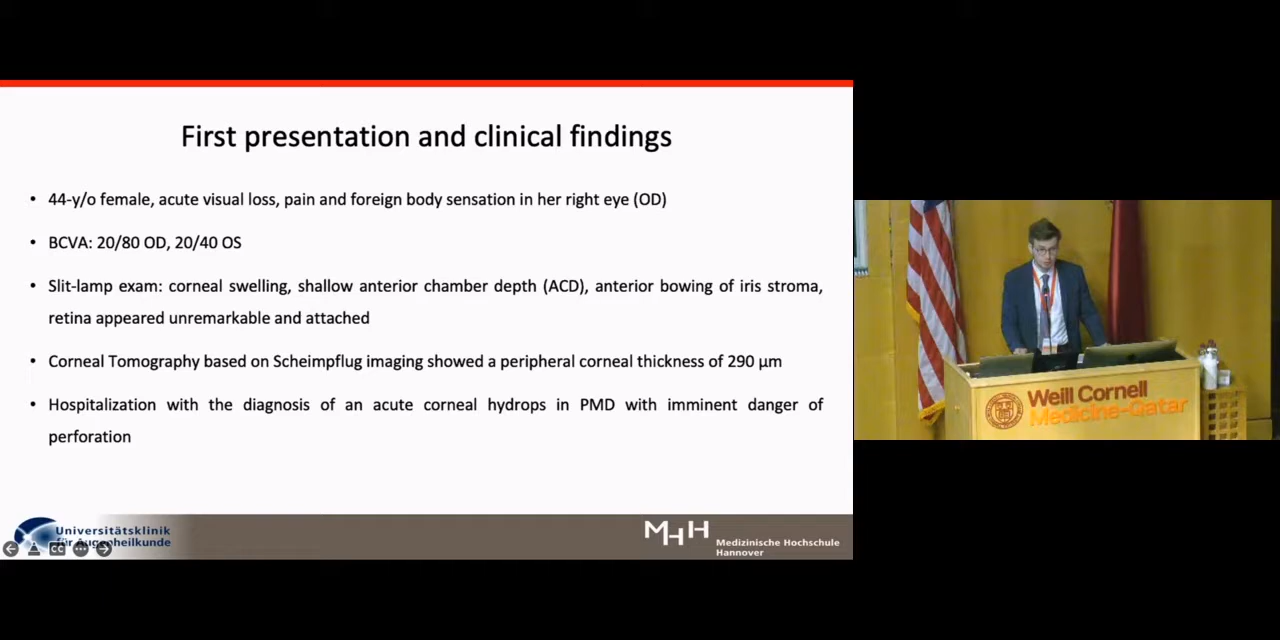 First presentation and clinical findings
• 44-y/o female, acute visual loss, pain and foreign body sensation in her right eye (OD)
• BCVA: 20/80 OD, 20/40 OS
• Slit-lamp exam: corneal swelling, shallow anterior chamber depth (ACD), anterior bowing of iris stroma,
retina appeared unremarkable and attached
• Corneal Tomography based on Scheimpflug imaging showed a peripheral corneal thickness of 290 µm
• Hospitalization with the diagnosis of an acute corneal hydrops in PMD with imminent danger of
perforation
Universitätsklinik
für Augenheilkunde
CC
MHH
Medizinische Hochschule
Hannover
Weill Cornell
Medicine-Qatar